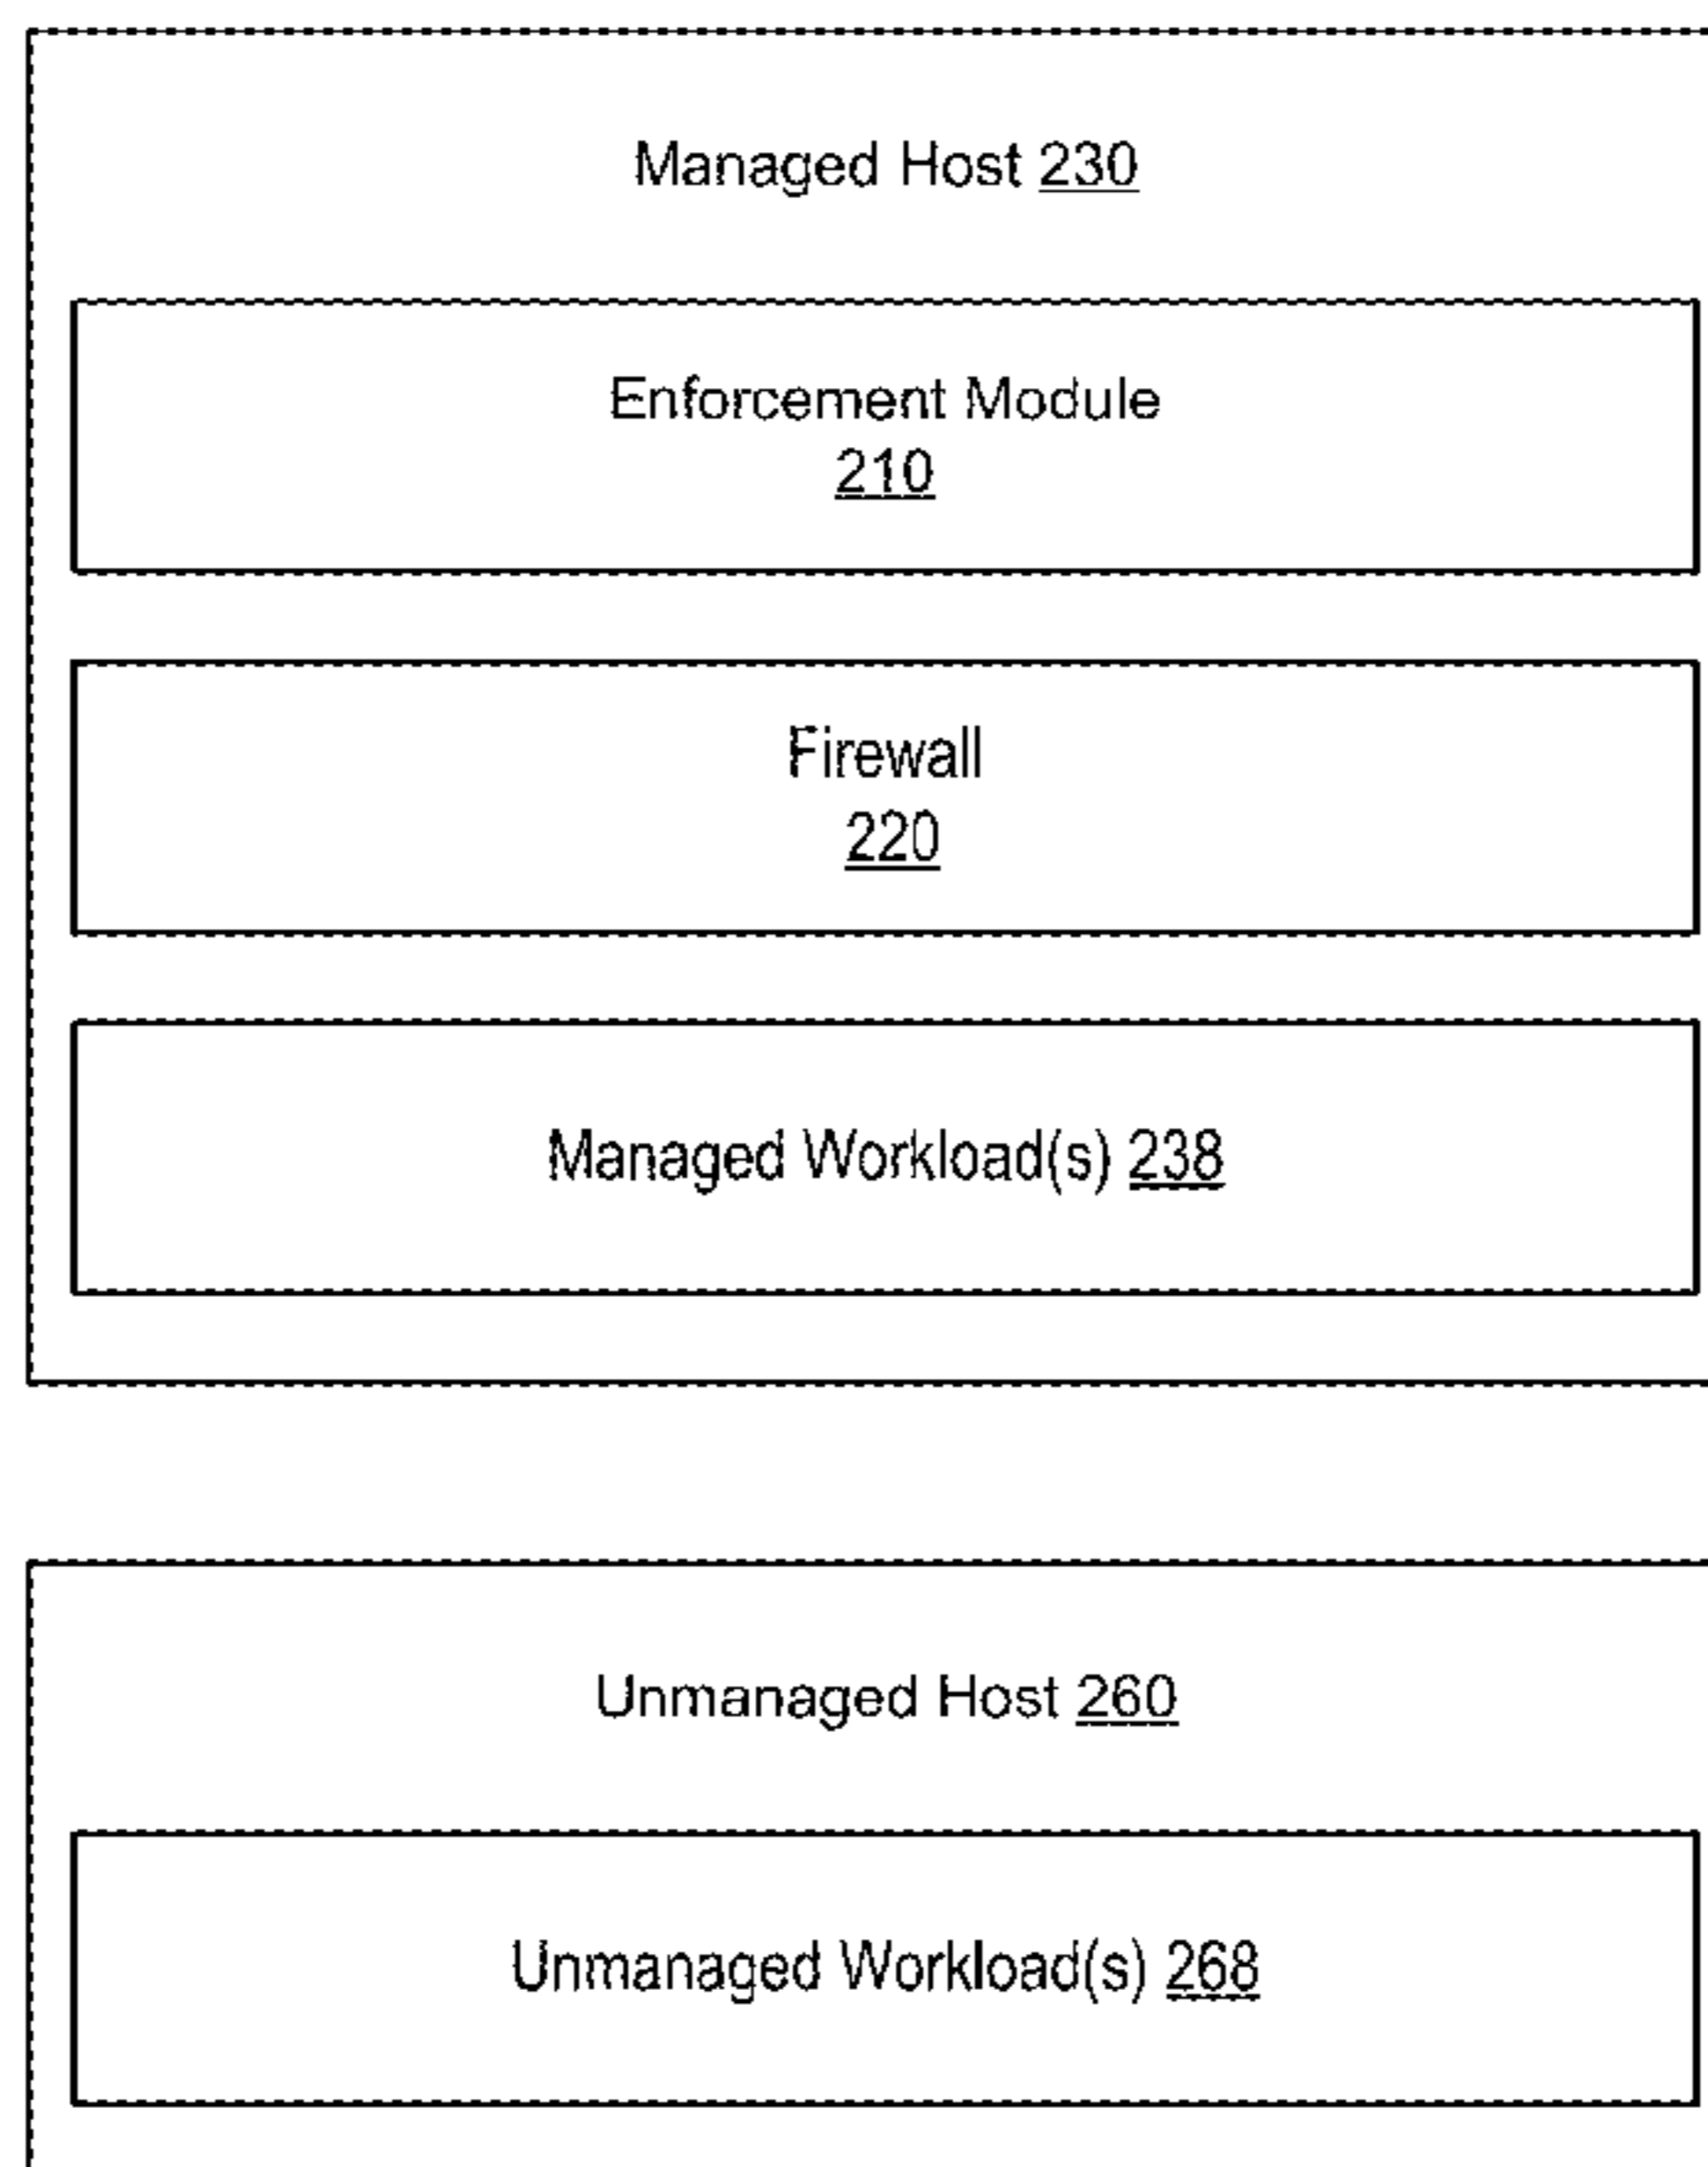 Managed Host 230
Enforcement Module
210
Firewall
220
Managed Workload(s) 238
Unmanaged Host 260
Unmanaged Workload(s) 268